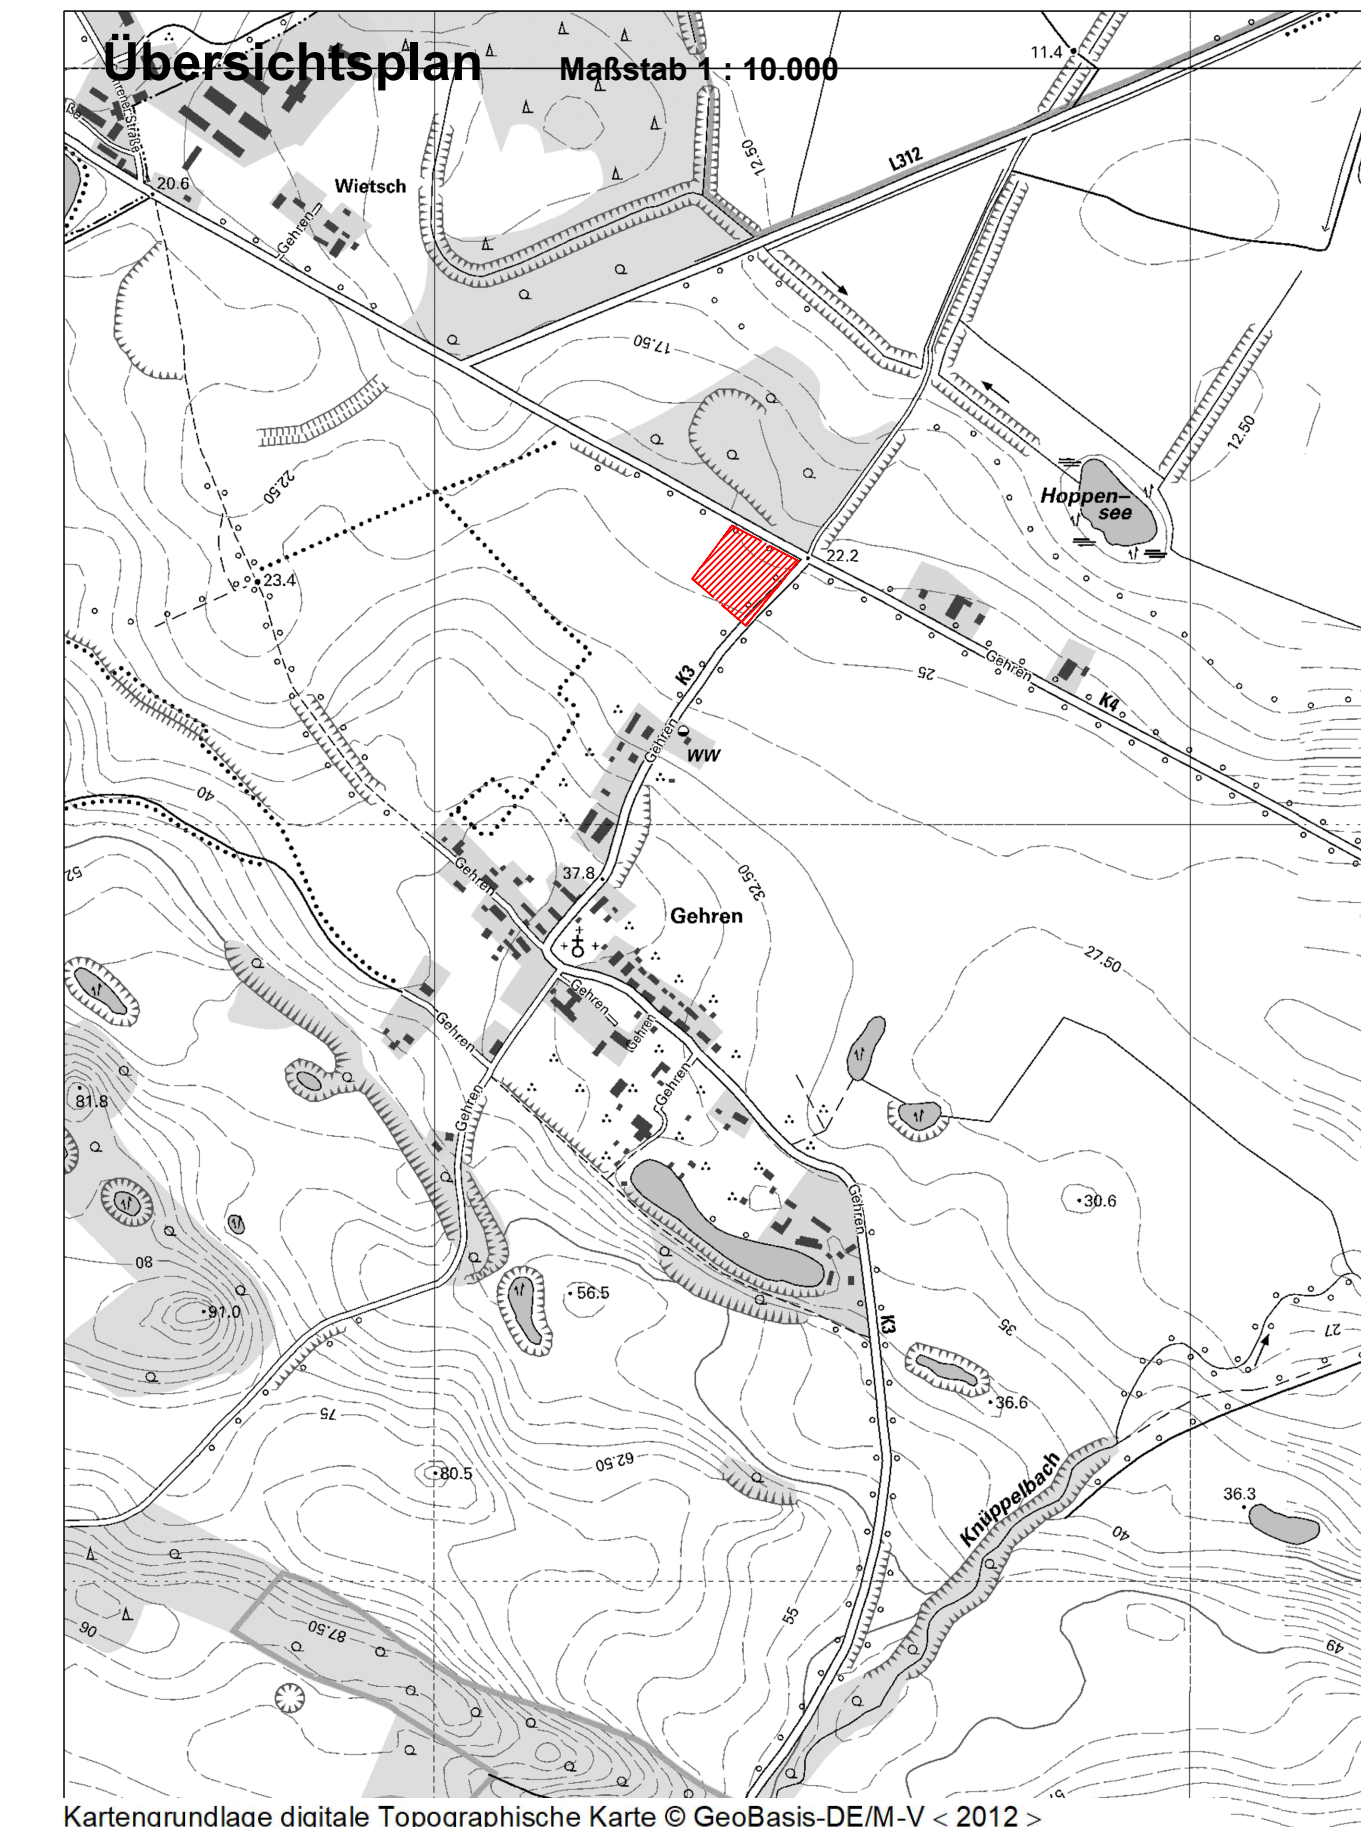 Übersichtsplan Maßstab 1 : 10.000
11.4
L312
12.50
20.6
Wietsch
Gehren
17.50
12.50
22.50
Hoppen–
see
22.2
23.4
K3
25
Gehren
K4
Gehren
WW
40
52
Gehren
37.8
32.50
Gehren
27.50
Gehren
Gehren
Gehren
Gehren
Gehren
81.8
30.6
Gehren
80
56.5
91.0
K3
35
27
36.6
75
62.50
80.5
Knüppelbach
36.3
40
55
87.50
90
49
Kartengrundlage digitale Topographische Karte © GeoBasis-DE/M-V < 2012 >